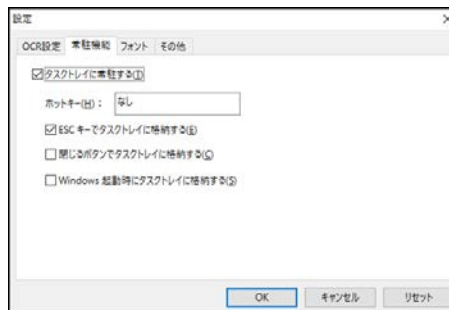 設定
OCR設定 常駐機能 フォント その他
タスクトレイに常駐する(T)
ホットキー(H)： なし
ESC キーでタスクトレイに格納する(E)
閉じるボタンでタスクトレイに格納する(C)
Windows 起動時にタスクトレイに格納する(S)
OK キャンセル リセット